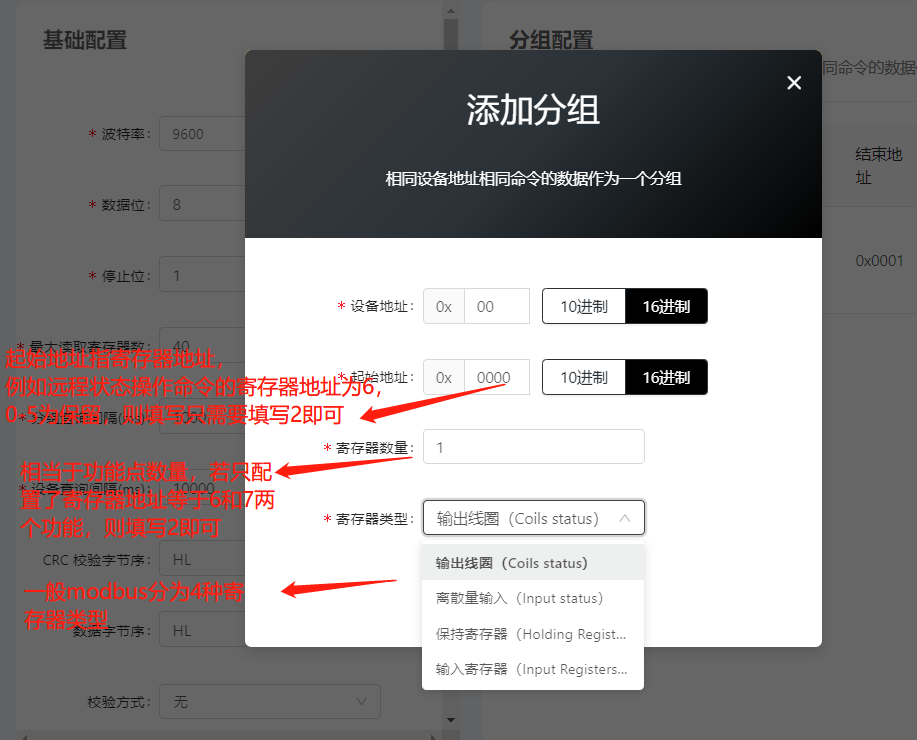 基础配置
分组配置
同命令的数据
添加分组
相同设备地址相同命令的数据作为一个分组
结束地
址
0x0001
* 波特率: 9600
* 数据位: 8
* 停止位: 1
* 最大读取寄存器数: 40
* 分组查询间隔(ms): 1000
* 设备查询间隔(ms): 10000
CRC 校验字节序: HL
数据字节序: HL
校验方式: 无
* 设备地址: 0x 00 10进制 16进制
* 起始地址: 0x 0000 10进制 16进制
* 寄存器数量: 1
* 寄存器类型: 输出线圈（Coils status）
输出线圈（Coils status）
离散量输入（Input status）
保持寄存器（Holding Regist...
输入寄存器（Input Registers...
起始地址指寄存器地址，
例如远程状态操作命令的寄存器地址为6，
0-5为保留，则填写只需要填写2即可
相当于功能点数量，若只配
置了寄存器地址等于6和7两
个功能，则填写2即可
一般modbus分为4种寄
存器类型